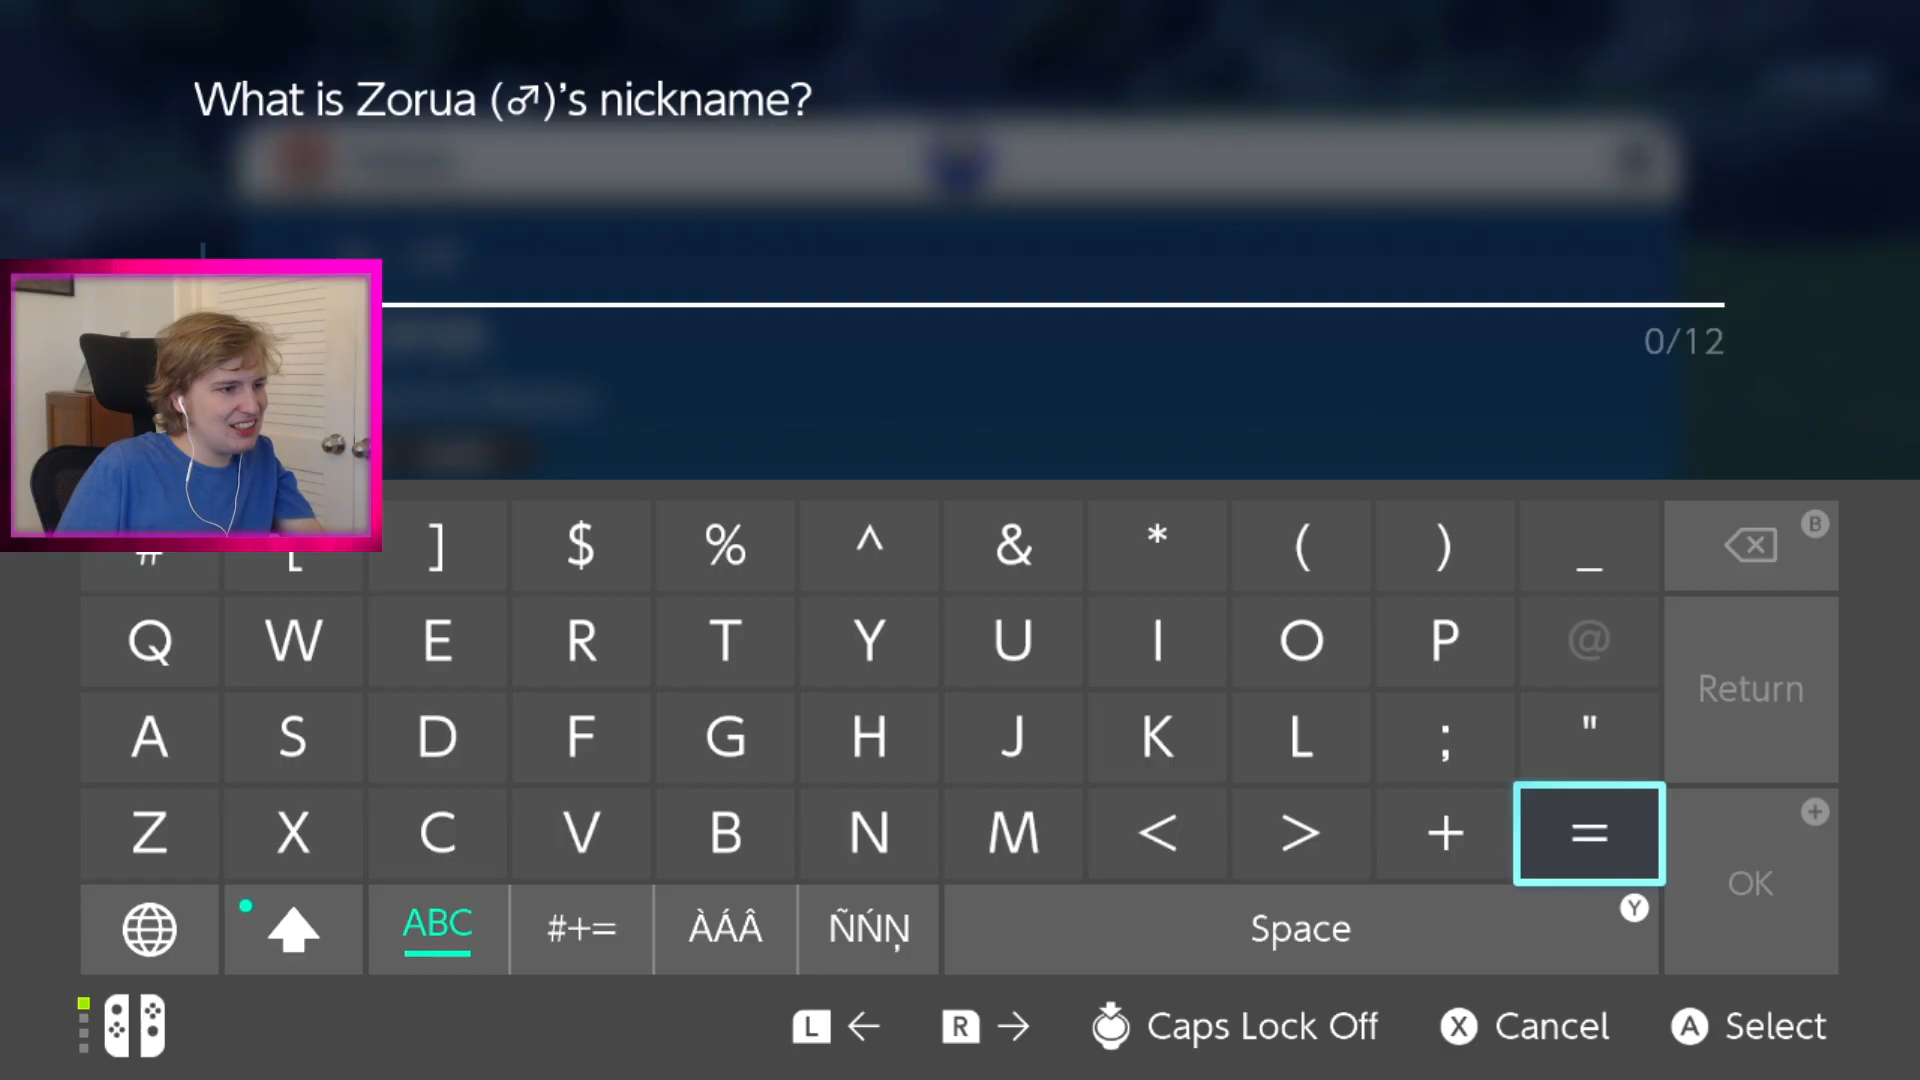 What is Zorua (♂)'s nickname?
0/12
# [ ] $ % ^ & * ( ) _ B
Q W E R T Y U I O P @ Return
A S D F G H J K L ; "
Z X C V B N M < > + = + OK
ABC #+= ÀÁÂ ÑŃŅ Space Y
L ← R → Caps Lock Off X Cancel A Select